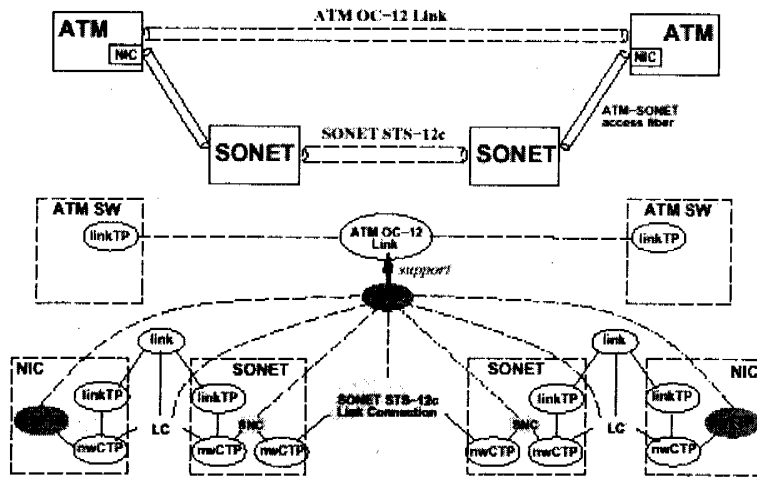 ATM OC-12 Link
ATM
NIC
ATM
NIC
ATM-SONET
access fiber
SONET STS-12c
SONET
SONET
ATM SW
linkTP
ATM OC-12
Link
ATM SW
linkTP
support
NIC
link
SONET
SONET
link
NIC
linkTP
linkTP
SONET STS-12c
Link Connection
linkTP
linkTP
nwCTP
LC
nwCTP
SNC
nwCTP
nwCTP
SNC
nwCTP
LC
nwCTP